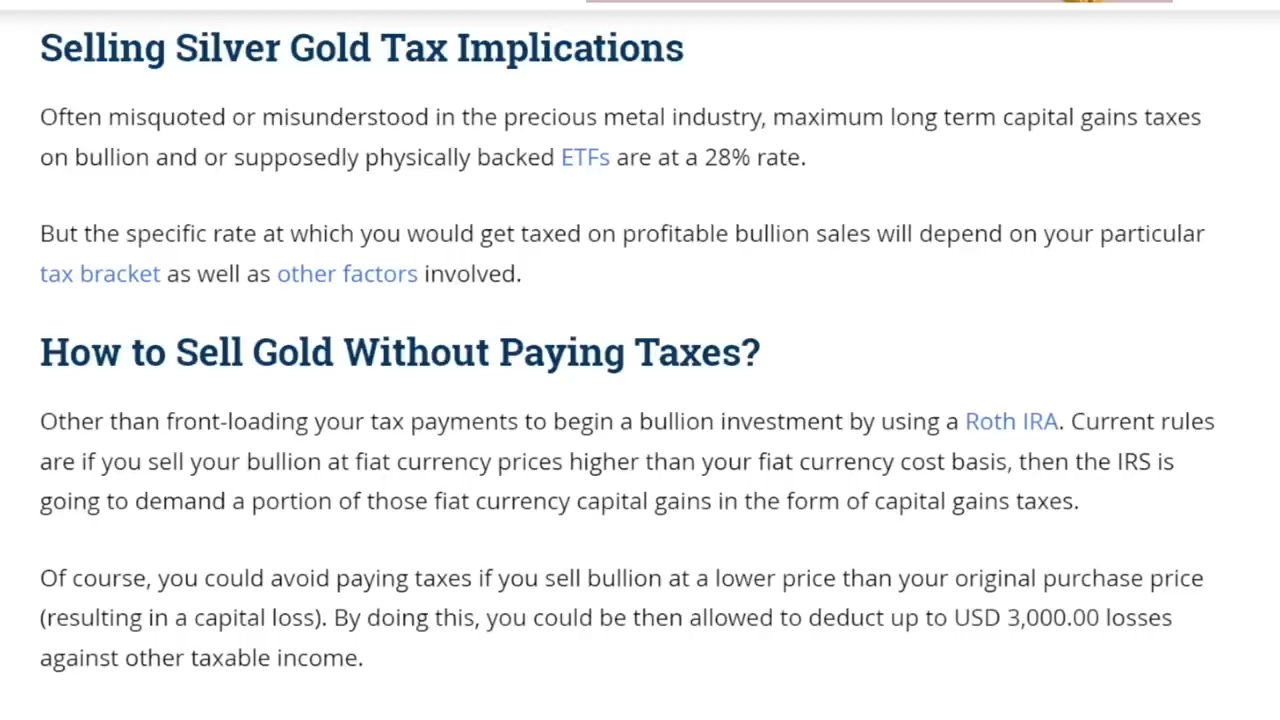 Selling Silver Gold Tax Implications
Often misquoted or misunderstood in the precious metal industry, maximum long term capital gains taxes
on bullion and or supposedly physically backed ETFs are at a 28% rate.
But the specific rate at which you would get taxed on profitable bullion sales will depend on your particular
tax bracket as well as other factors involved.
How to Sell Gold Without Paying Taxes?
Other than front-loading your tax payments to begin a bullion investment by using a Roth IRA. Current rules
are if you sell your bullion at fiat currency prices higher than your fiat currency cost basis, then the IRS is
going to demand a portion of those fiat currency capital gains in the form of capital gains taxes.
Of course, you could avoid paying taxes if you sell bullion at a lower price than your original purchase price
(resulting in a capital loss). By doing this, you could be then allowed to deduct up to USD 3,000.00 losses
against other taxable income.